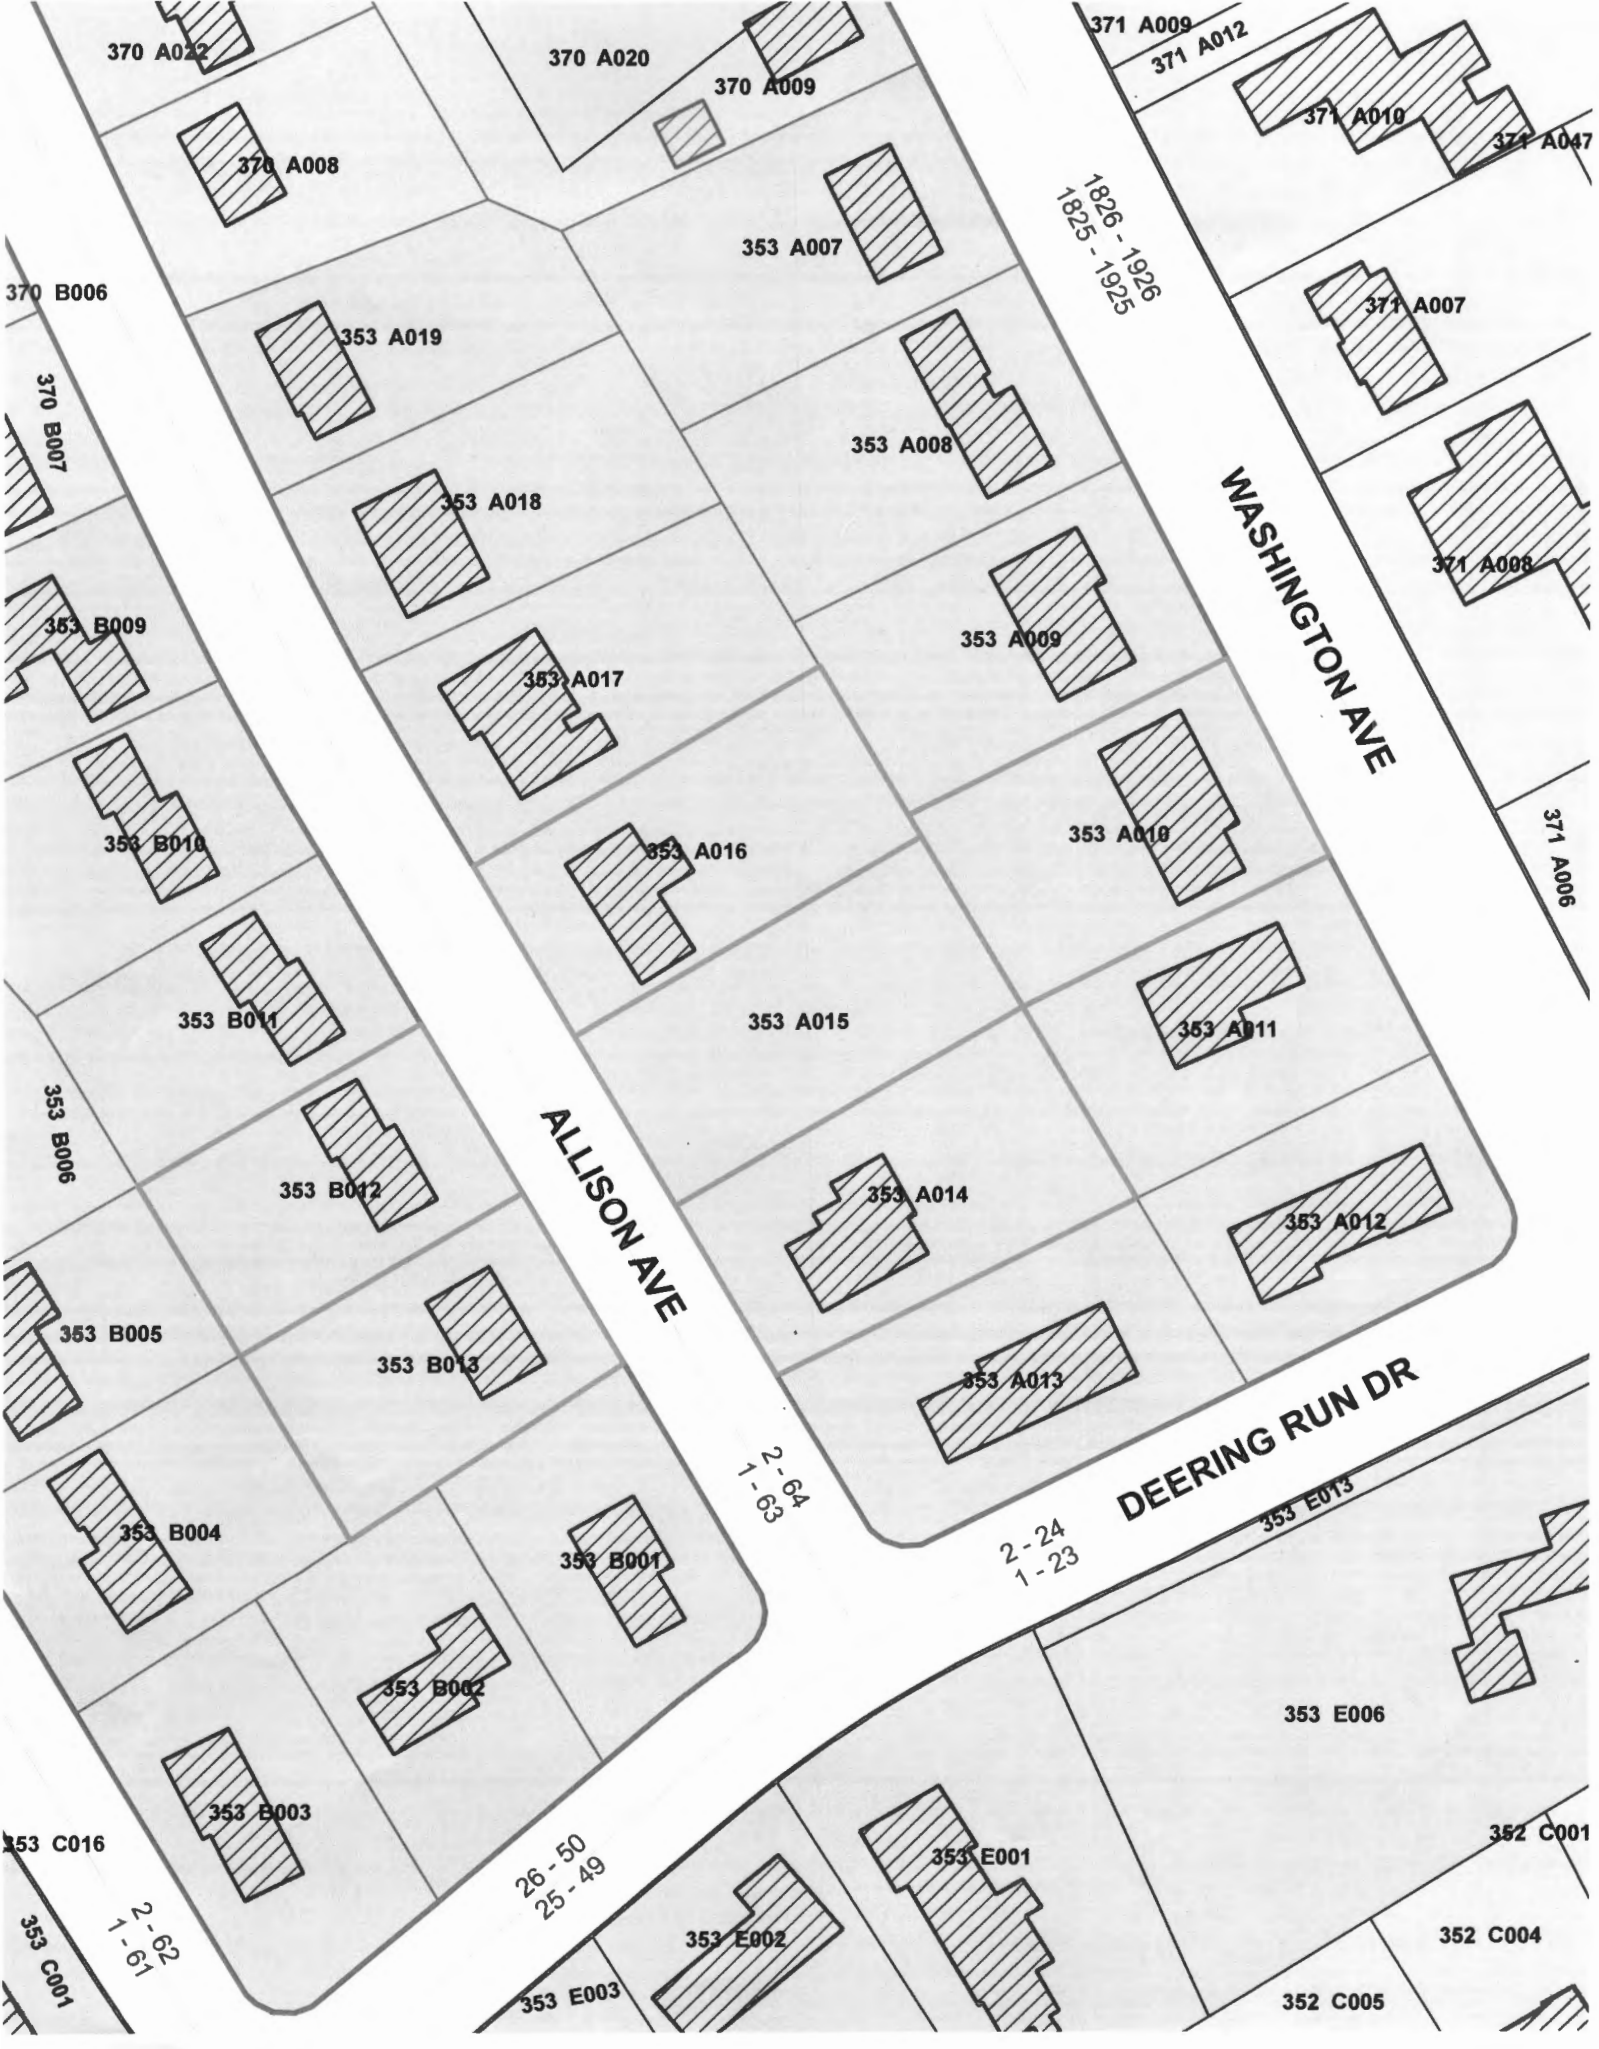 371 A009
371 A012
370 A022
370 A020
370 A009
371 A010
371 A047
370 A008
1826 - 1926
1825 - 1925
353 A007
370 B006
371 A007
353 A019
370 B007
353 A008
353 A018
WASHINGTON AVE
371 A008
353 B009
353 A009
353 A017
353 A010
353 B010
353 A016
371 A006
353 B011
353 A015
353 A011
353 B006
353 B012
ALLISON AVE
353 A014
353 A012
353 B005
353 B013
353 A013
DEERING RUN DR
2 - 64
1 - 63
353 E013
353 B004
353 B001
2 - 24
1 - 23
353 B002
353 E006
353 B003
353 C016
352 C001
26 - 50
25 - 49
353 E001
2 - 62
1 - 61
353 C001
353 E002
352 C004
353 E003
352 C005